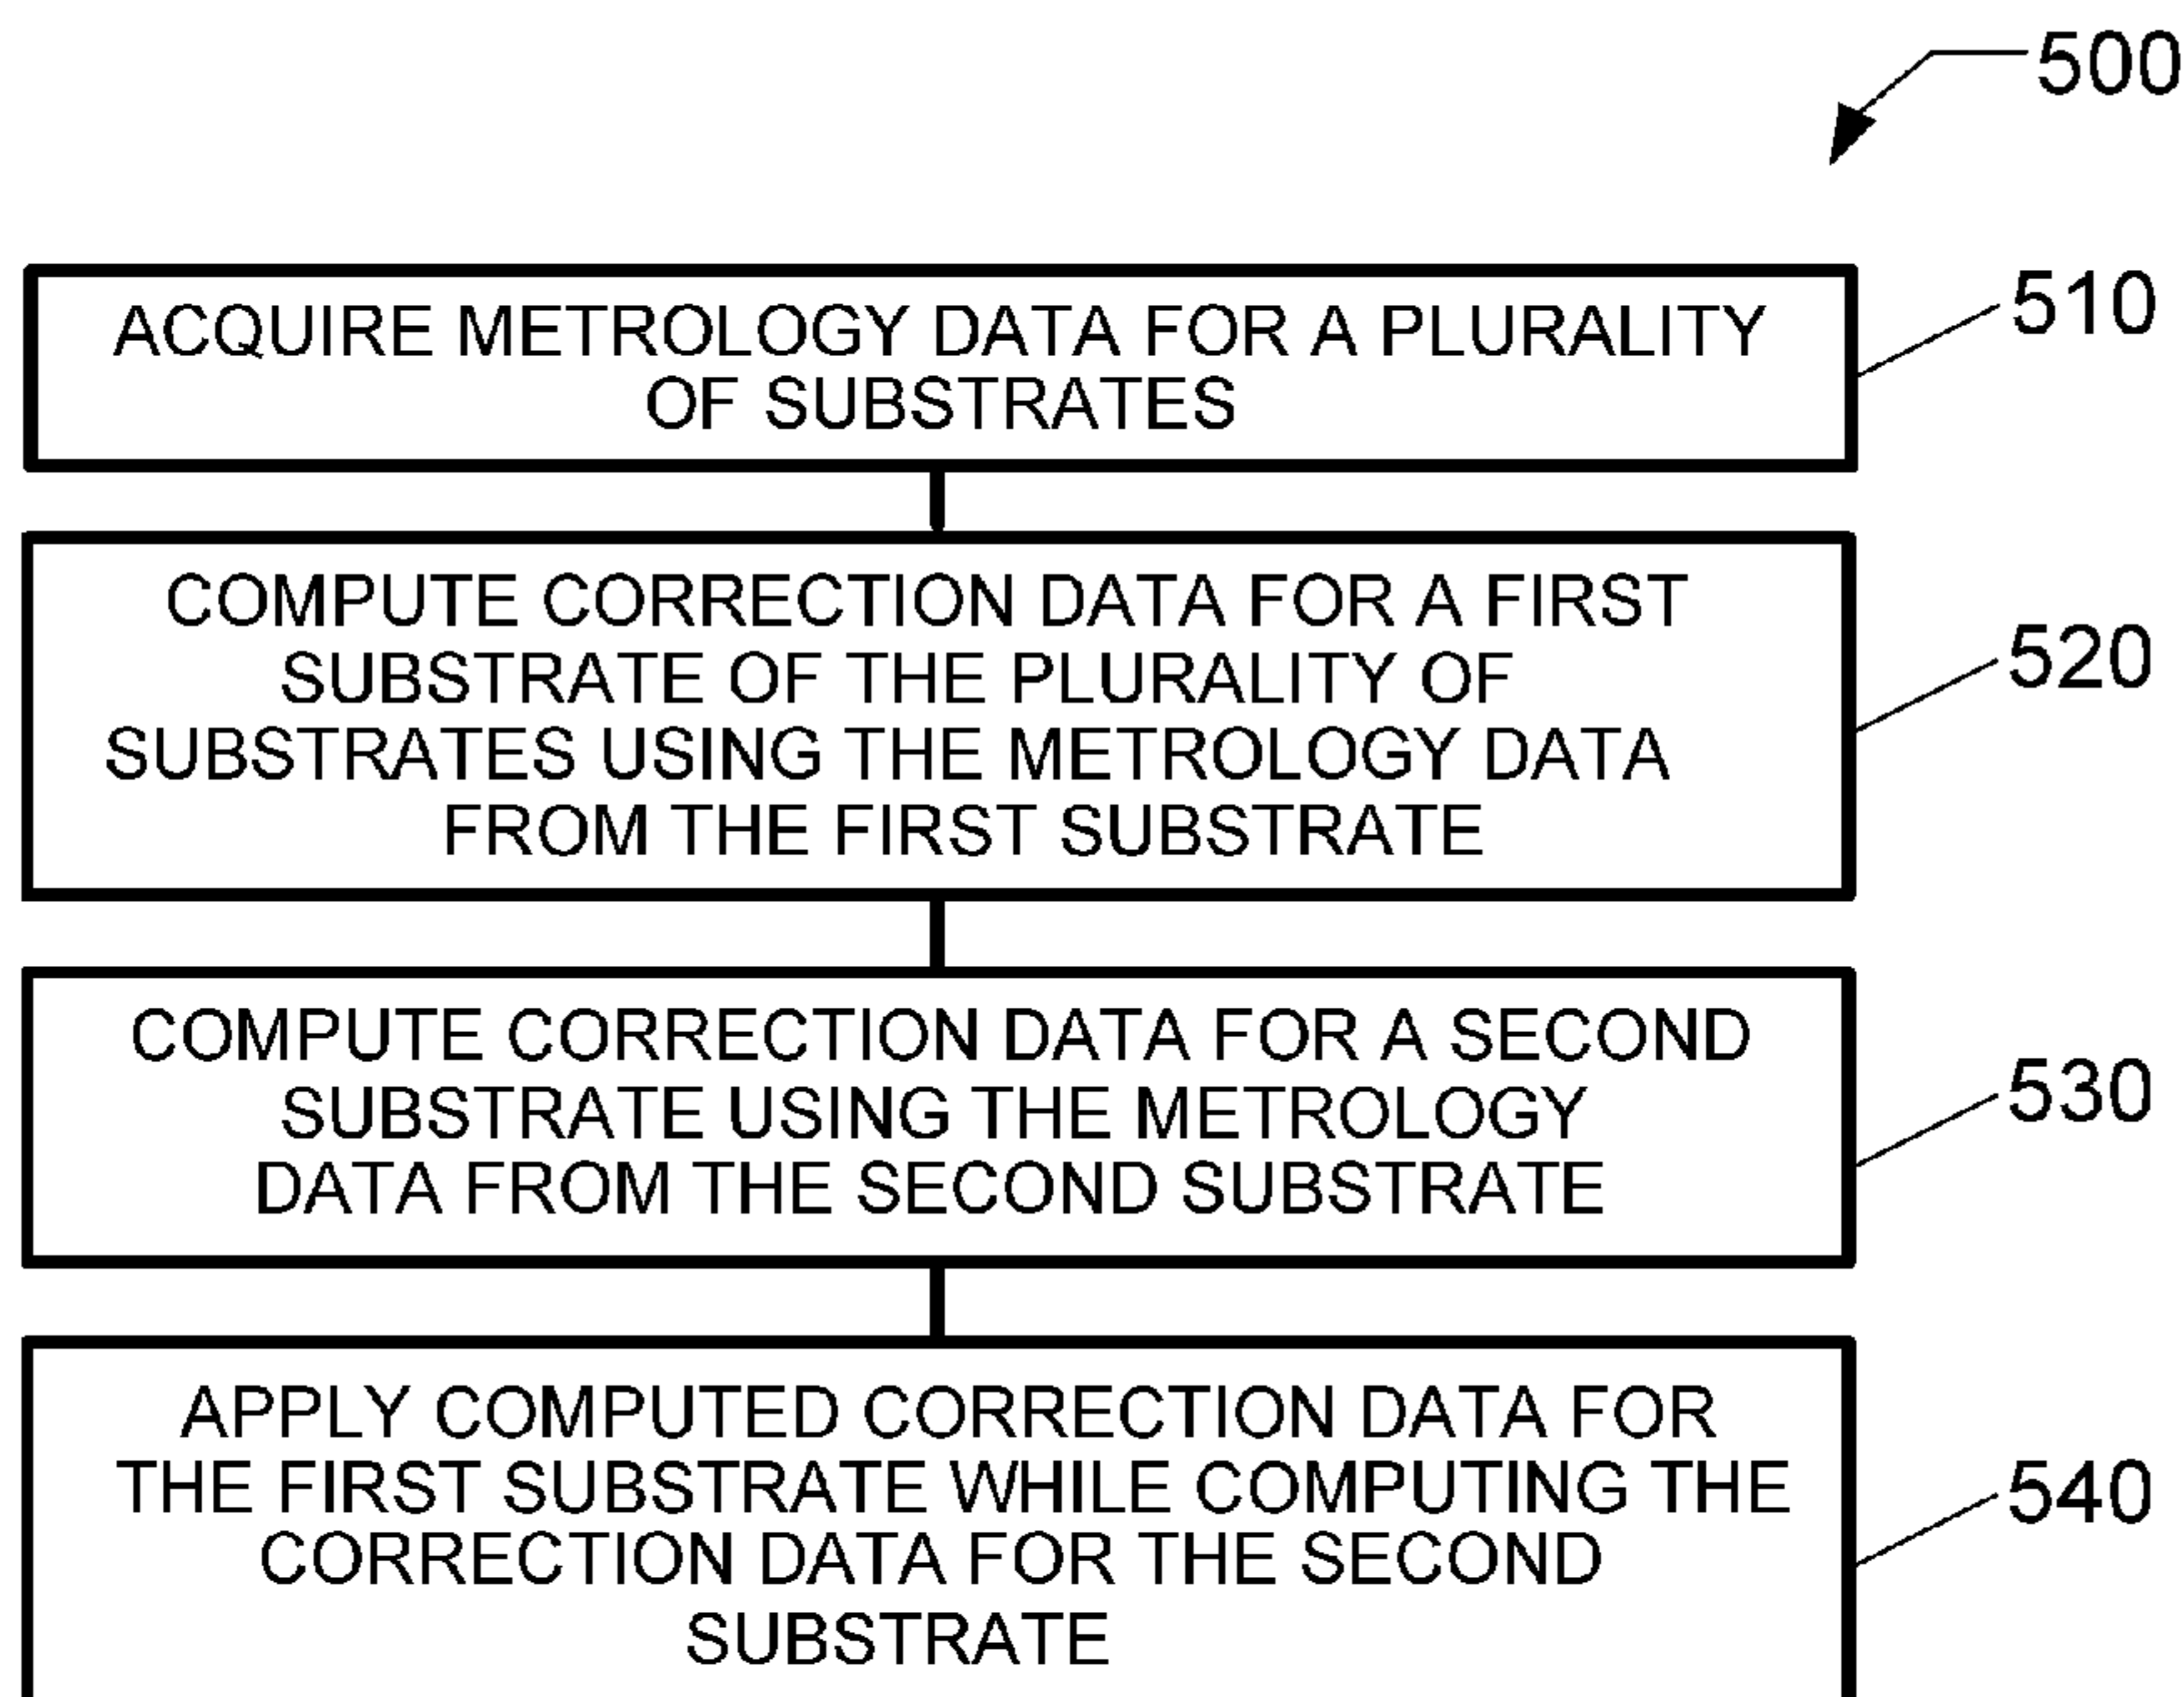 500
ACQUIRE METROLOGY DATA FOR A PLURALITY
OF SUBSTRATES
510
COMPUTE CORRECTION DATA FOR A FIRST
SUBSTRATE OF THE PLURALITY OF
SUBSTRATES USING THE METROLOGY DATA
FROM THE FIRST SUBSTRATE
520
COMPUTE CORRECTION DATA FOR A SECOND
SUBSTRATE USING THE METROLOGY
DATA FROM THE SECOND SUBSTRATE
530
APPLY COMPUTED CORRECTION DATA FOR
THE FIRST SUBSTRATE WHILE COMPUTING THE
CORRECTION DATA FOR THE SECOND
SUBSTRATE
540